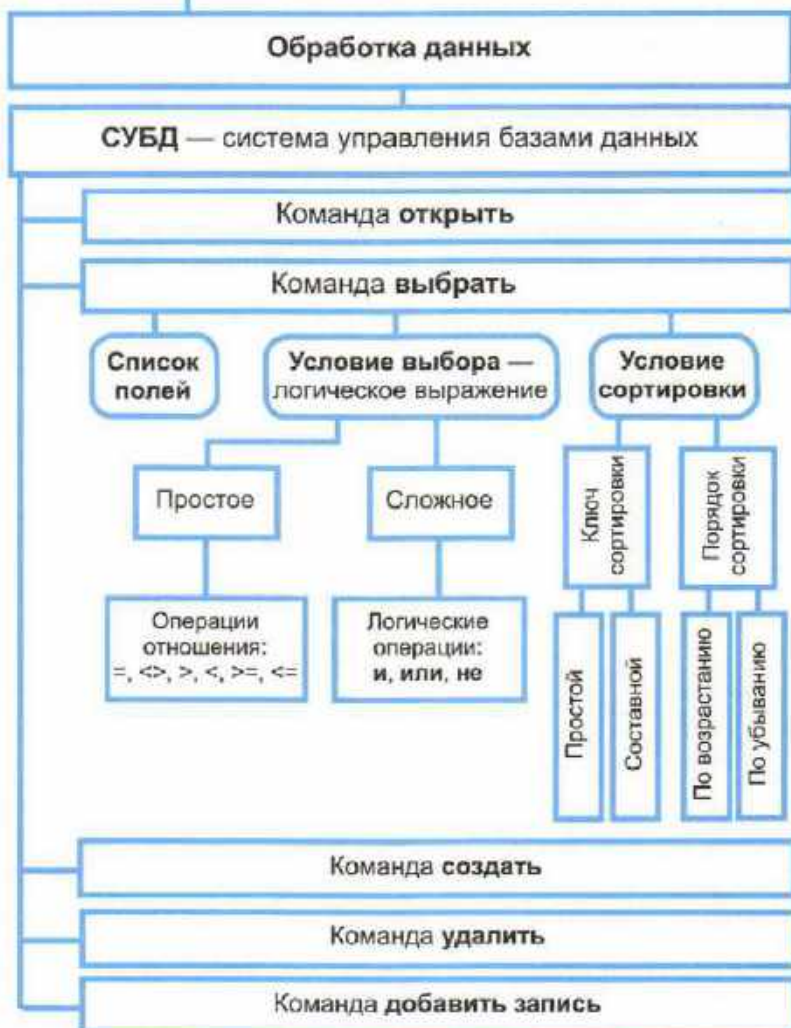 Обработка данных
СУБД — система управления базами данных
Команда открыть
Команда выбрать
Список
полей
Условие выбора —
логическое выражение
Условие
сортировки
Простое
Сложное
Ключ
сортировки
Порядок
сортировки
Операции
отношения:
=, <>, >, <, >=, <=
Логические
операции:
и, или, не
Простой
Составной
По возрастанию
По убыванию
Команда создать
Команда удалить
Команда добавить запись